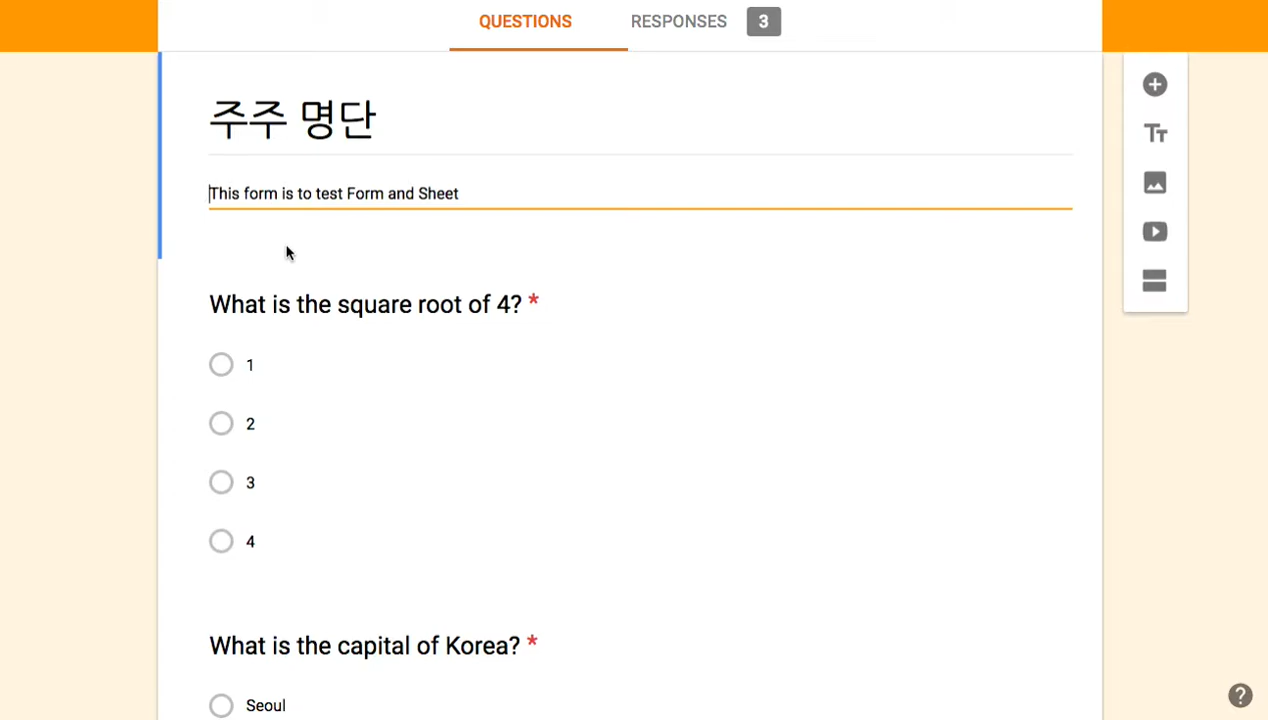 QUESTIONS RESPONSES 3
주주 명단
This form is to test Form and Sheet
What is the square root of 4? *
1
2
3
4
What is the capital of Korea? *
Seoul